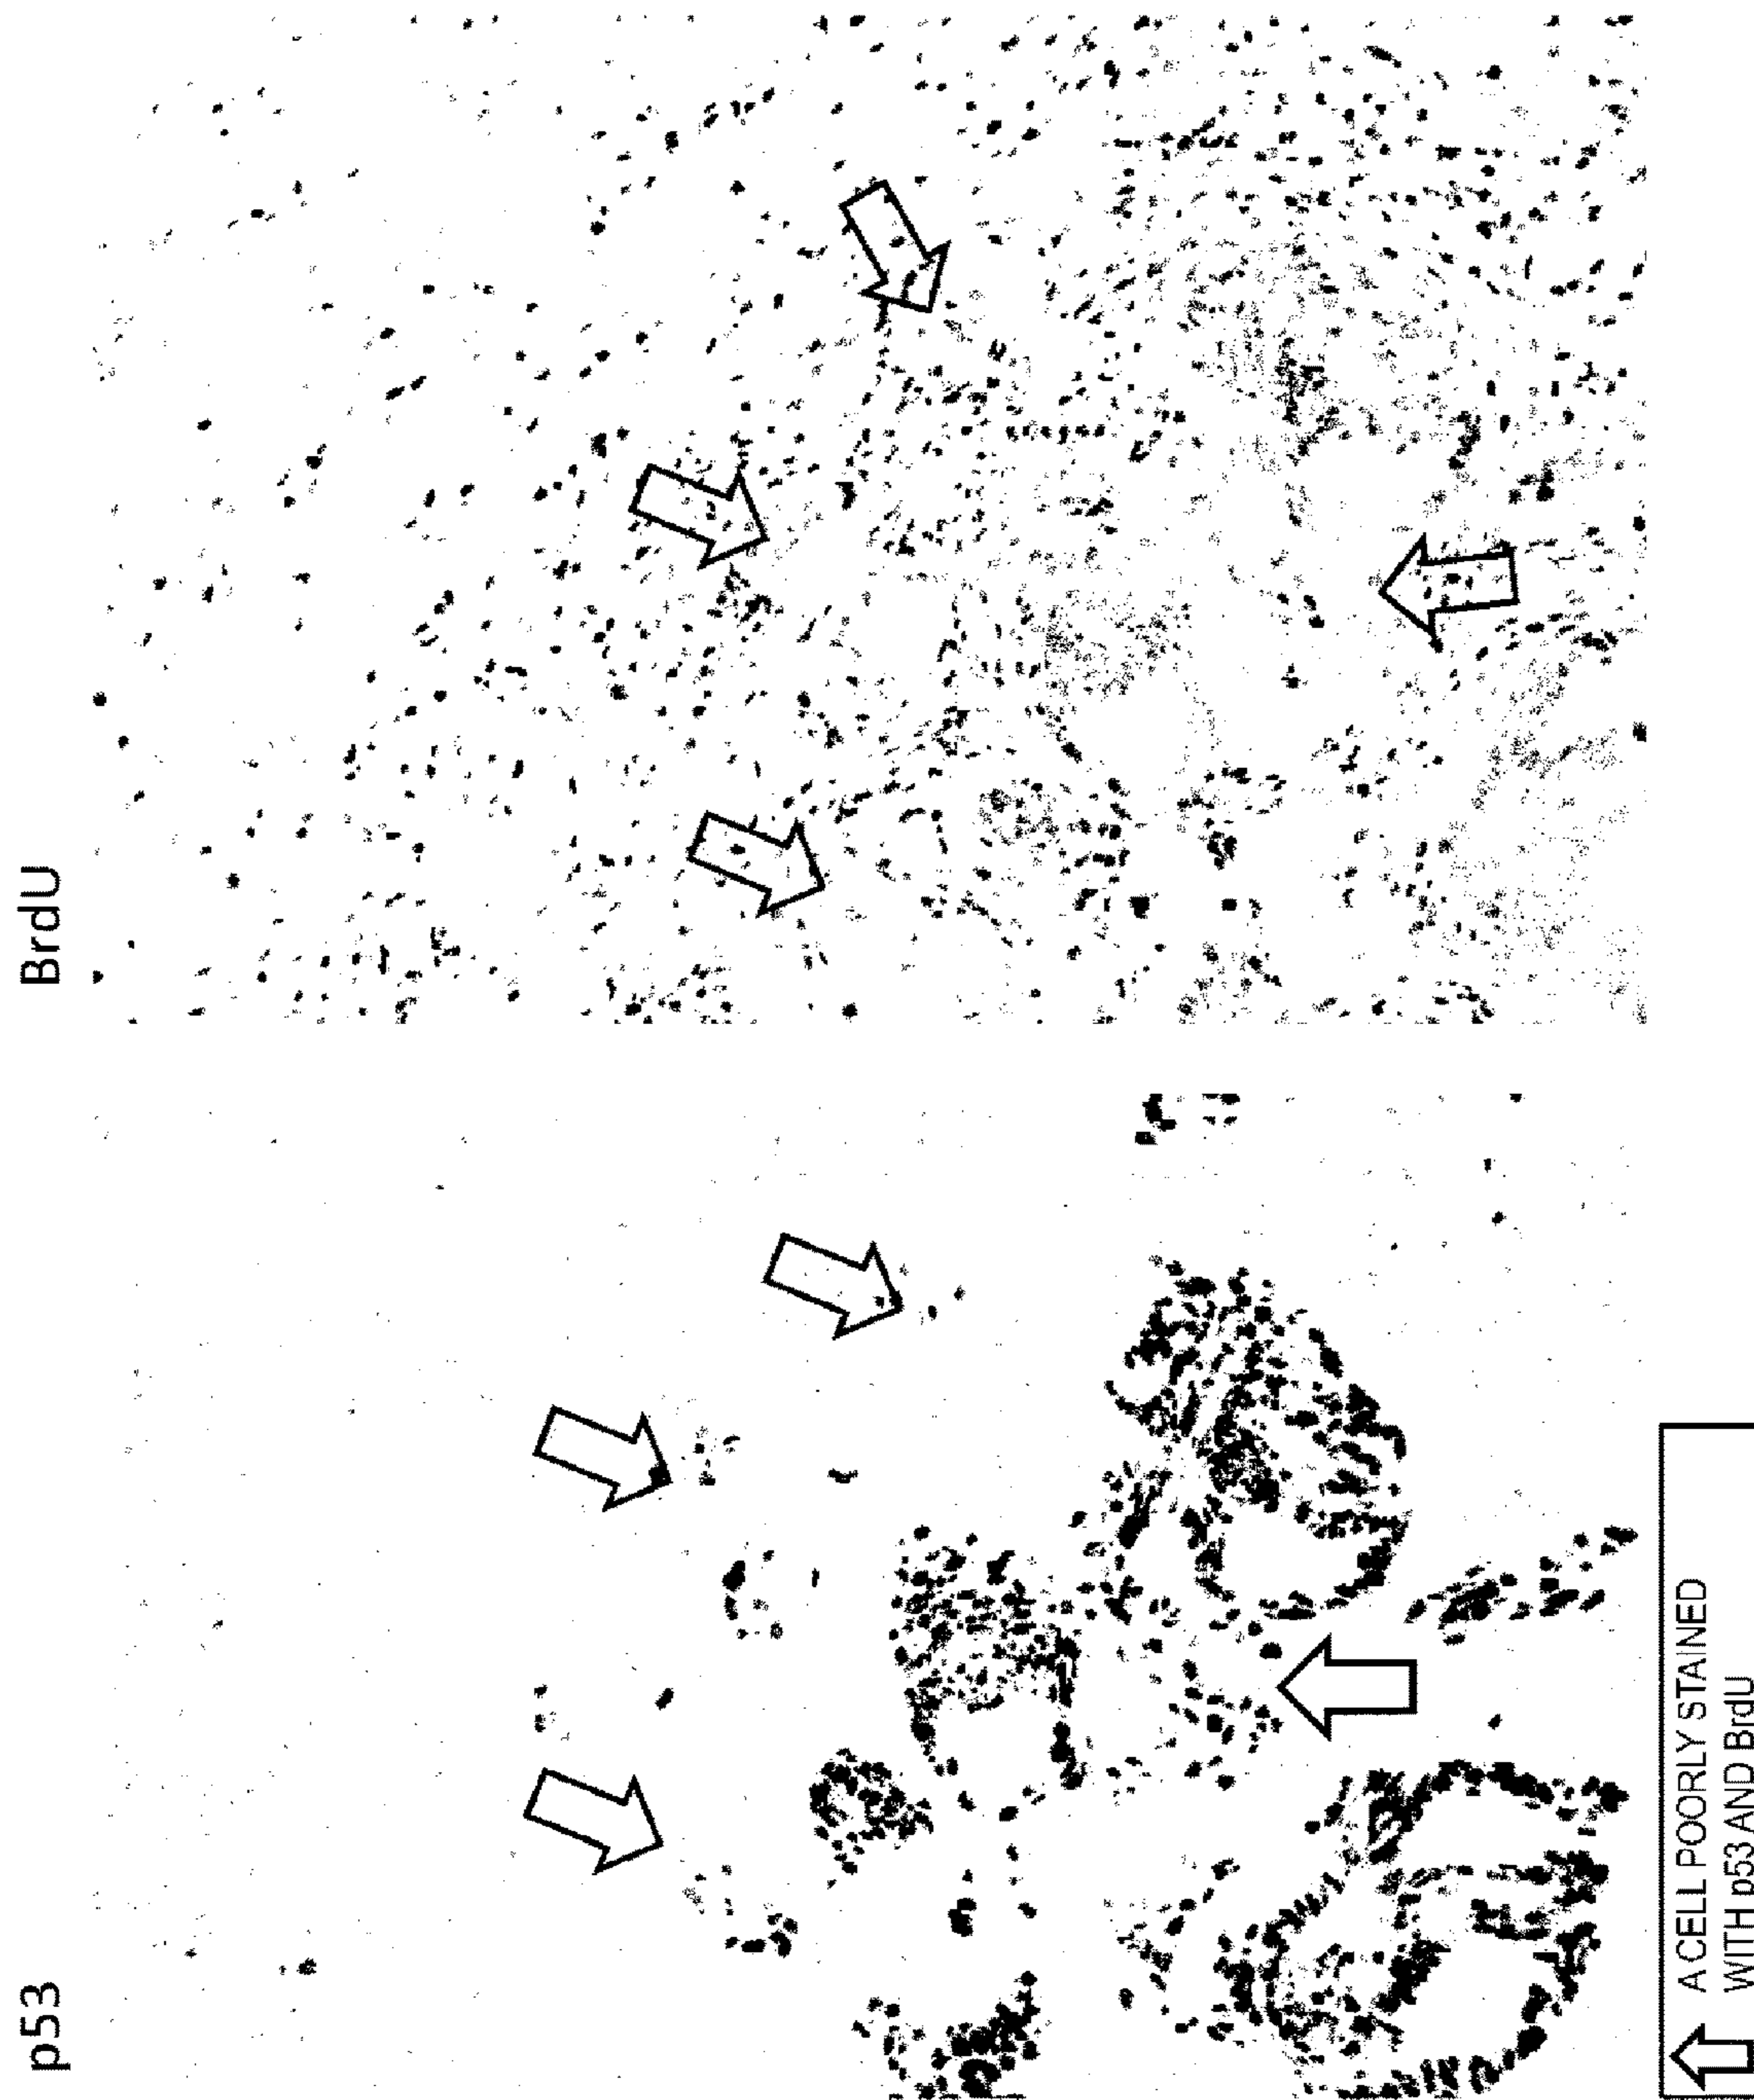 p53
BrdU
A CELL POORLY STAINED
WITH p53 AND BrdU